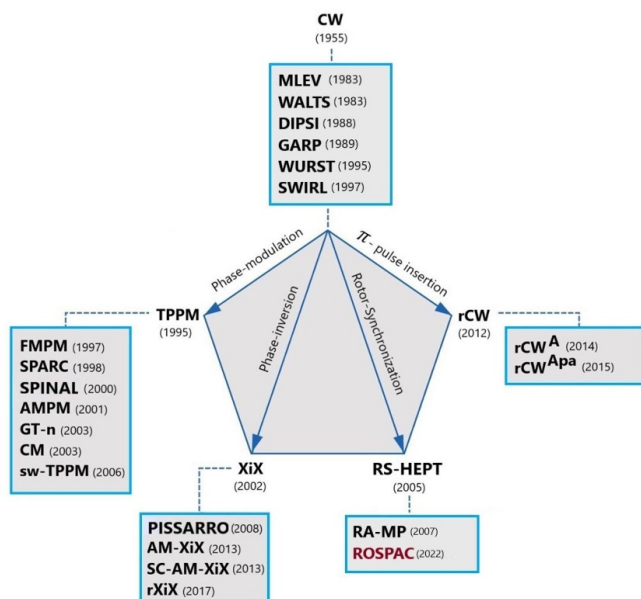 CW
(1955)
MLEV (1983)
WALTS (1983)
DIPSI (1988)
GARP (1989)
WURST (1995)
SWIRL (1997)
Phase-modulation
π - pulse insertion
Phase-inversion
Rotor-Synchronization
TPPM
(1995)
rCW
(2012)
FMPM (1997)
SPARC (1998)
SPINAL (2000)
AMPM (2001)
GT-n (2003)
CM (2003)
sw-TPPM (2006)
rCWA (2014)
rCWApa (2015)
XiX
(2002)
RS-HEPT
(2005)
PISSARRO (2008)
AM-XiX (2013)
SC-AM-XiX (2013)
rXiX (2017)
RA-MP (2007)
ROSPAC (2022)